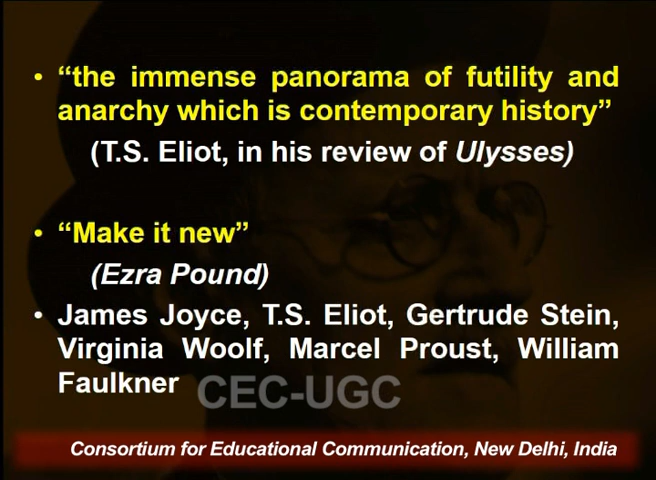 • “the immense panorama of futility and
anarchy which is contemporary history”
(T.S. Eliot, in his review of Ulysses)
• “Make it new”
(Ezra Pound)
• James Joyce, T.S. Eliot, Gertrude Stein,
Virginia Woolf, Marcel Proust, William
Faulkner
CEC-UGC
Consortium for Educational Communication, New Delhi, India